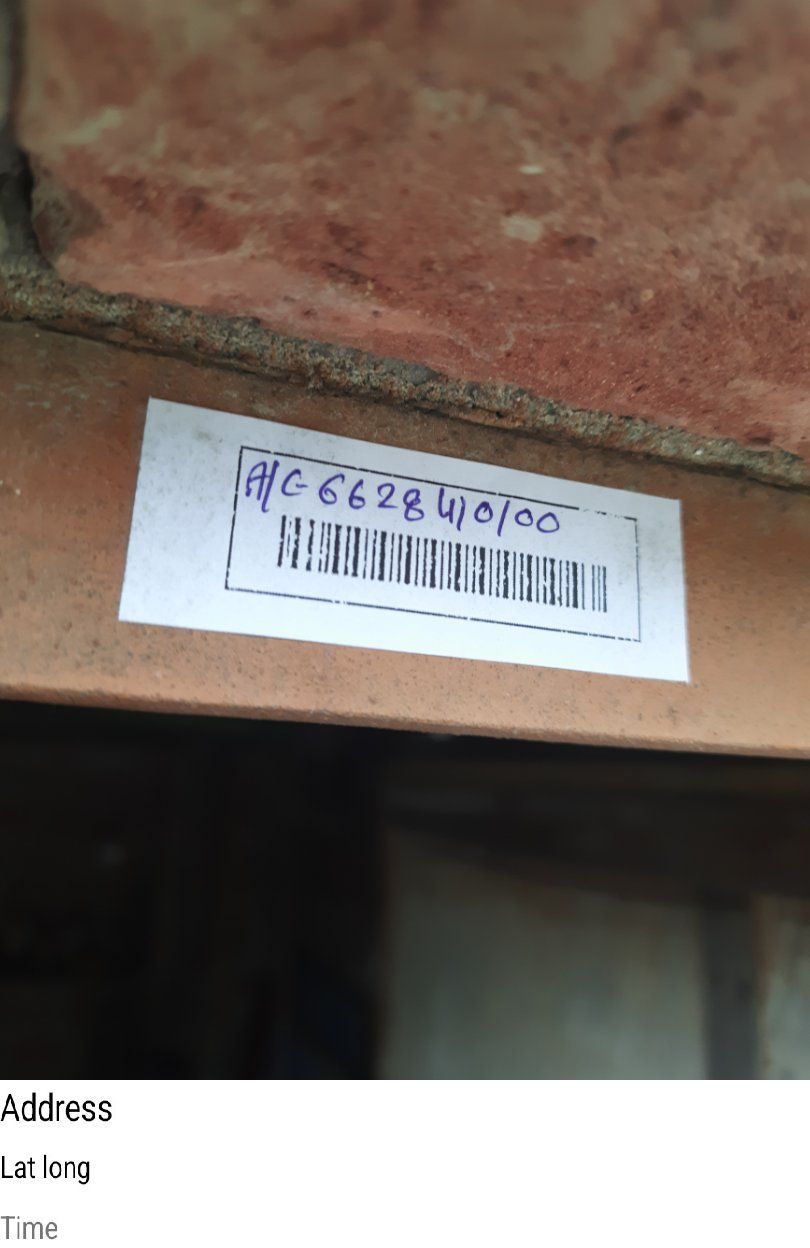 A/C-6628410100
Address
Lat long
Time